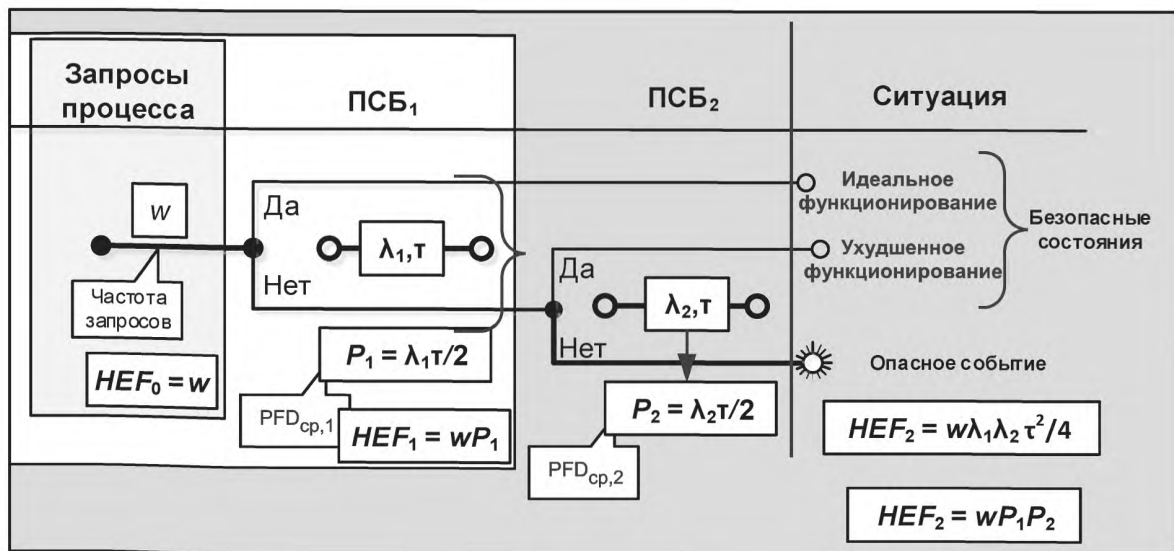 Запросы
процесса
ПСБ₁
ПСБ₂
Ситуация
w
Да
Нет
λ₁,τ
Частота
запросов
HEF₀ = w
P₁ = λ₁τ/2
PFDср,1
HEF₁ = wP₁
Да
Нет
λ₂,τ
P₂ = λ₂τ/2
PFDср,2
Идеальное
функционирование
Ухудшенное
функционирование
Безопасные
состояния
Опасное событие
HEF₂ = wλ₁λ₂ τ²/4
HEF₂ = wP₁P₂